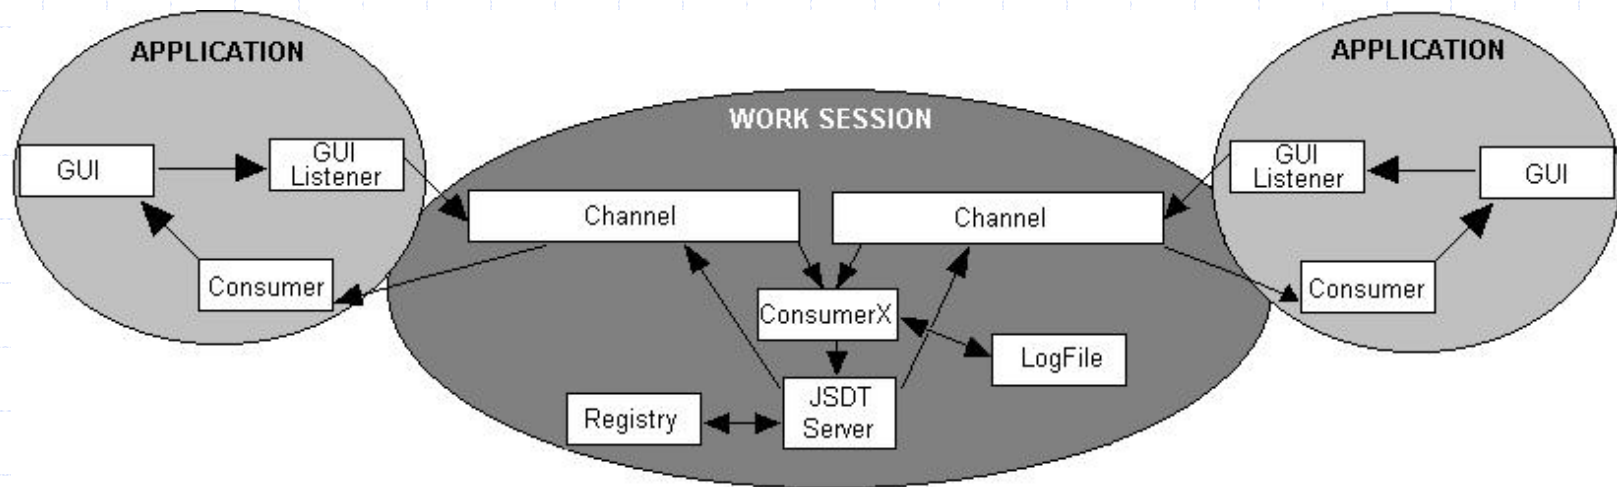 APPLICATION
APPLICATION
WORK SESSION
GUI
GUI
Listener
GUI
Listener
GUI
Channel
Channel
Consumer
Consumer
ConsumerX
LogFile
Registry
JSDT
Server